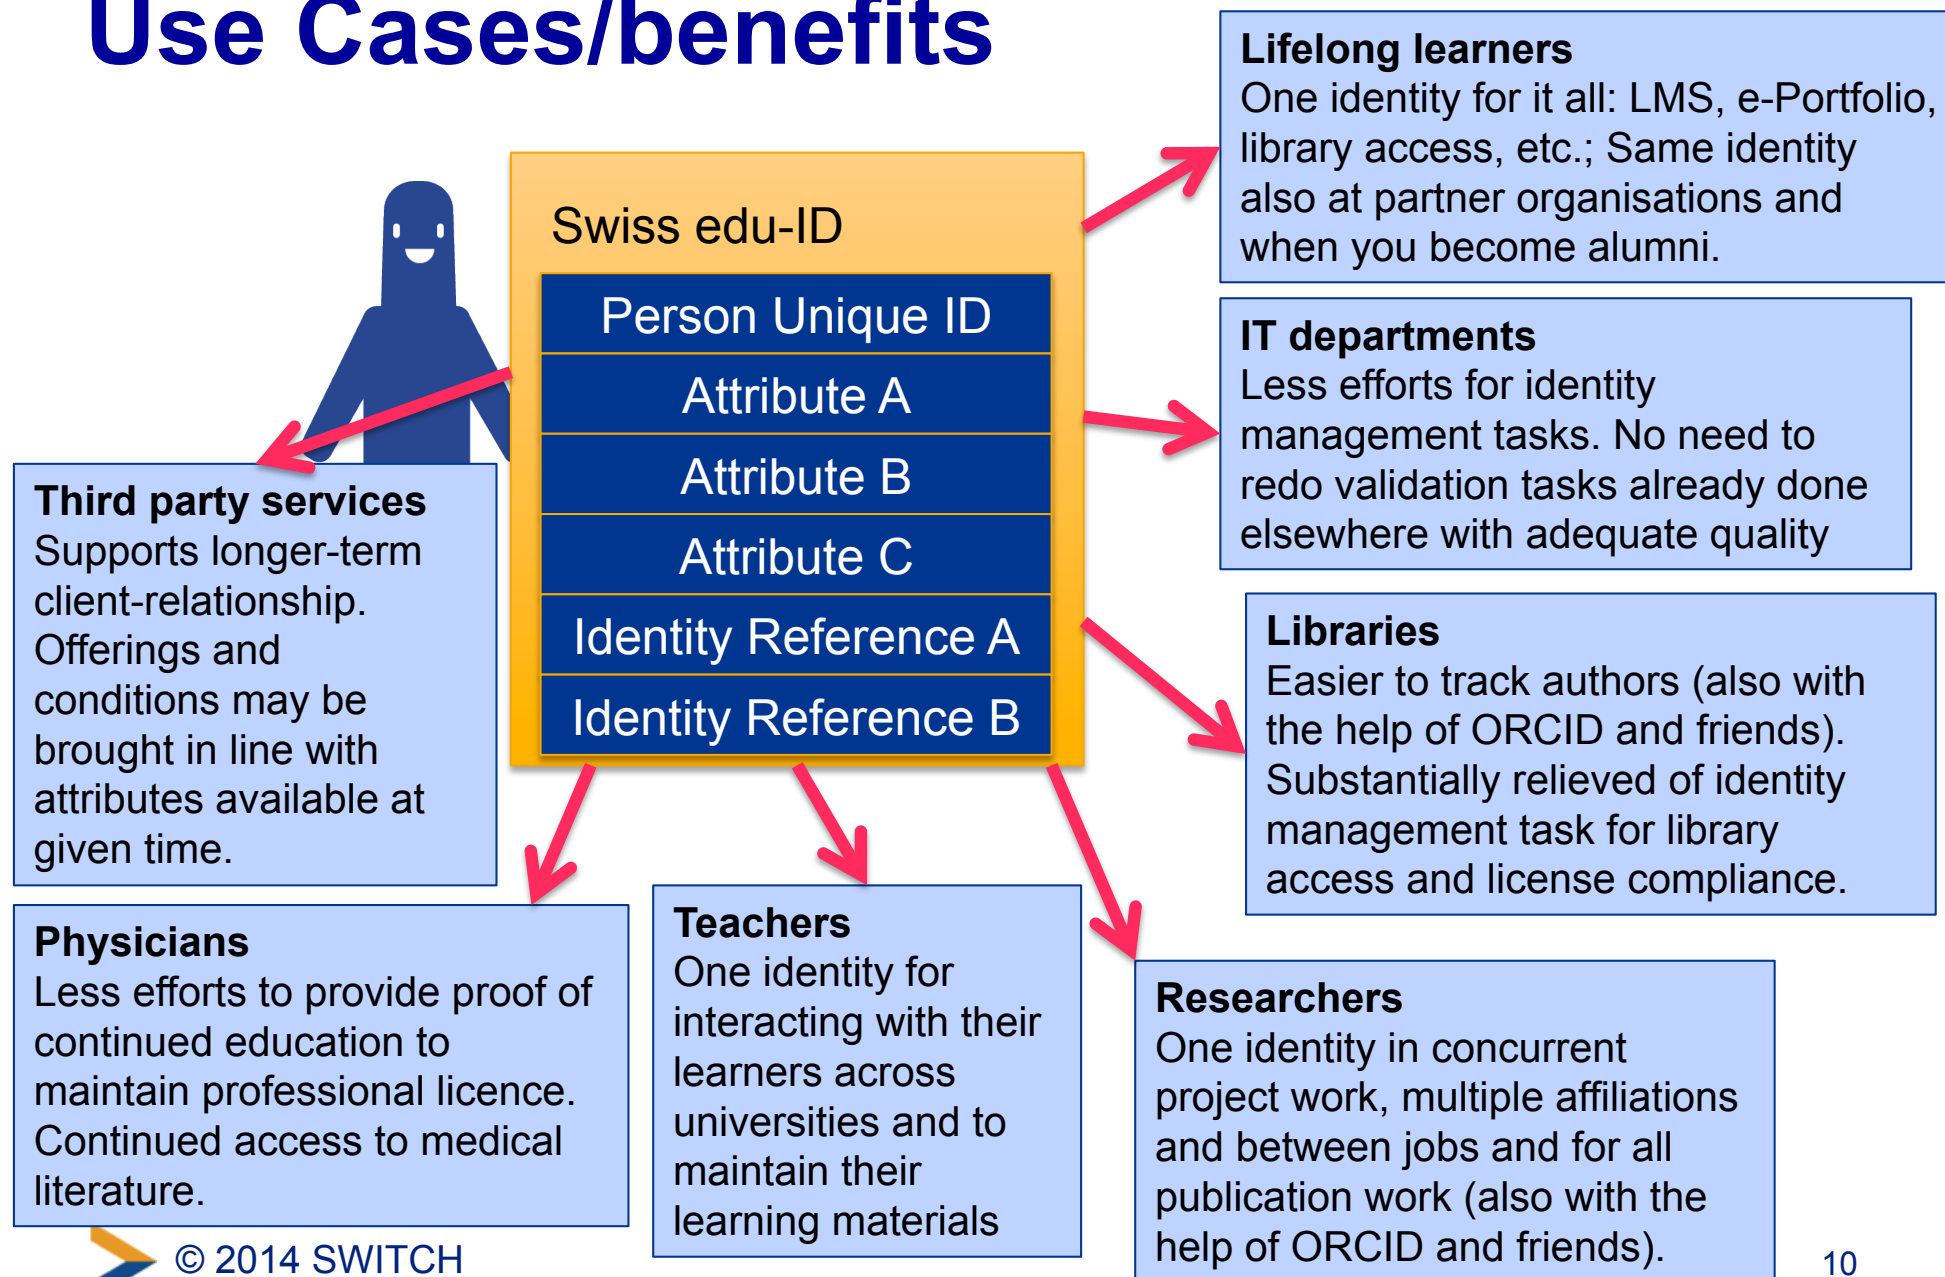 Use Cases/benefits
Lifelong learners
One identity for it all: LMS, e-Portfolio,
library access, etc.; Same identity
also at partner organisations and
when you become alumni.
Swiss edu-ID
Person Unique ID
Attribute A
Attribute B
Attribute C
Identity Reference A
Identity Reference B
IT departments
Less efforts for identity
management tasks. No need to
redo validation tasks already done
elsewhere with adequate quality
Third party services
Supports longer-term
client-relationship.
Offerings and
conditions may be
brought in line with
attributes available at
given time.
Libraries
Easier to track authors (also with
the help of ORCID and friends).
Substantially relieved of identity
management task for library
access and license compliance.
Physicians
Less efforts to provide proof of
continued education to
maintain professional licence.
Continued access to medical
literature.
Teachers
One identity for
interacting with their
learners across
universities and to
maintain their
learning materials
Researchers
One identity in concurrent
project work, multiple affiliations
and between jobs and for all
publication work (also with the
help of ORCID and friends).
© 2014 SWITCH
10